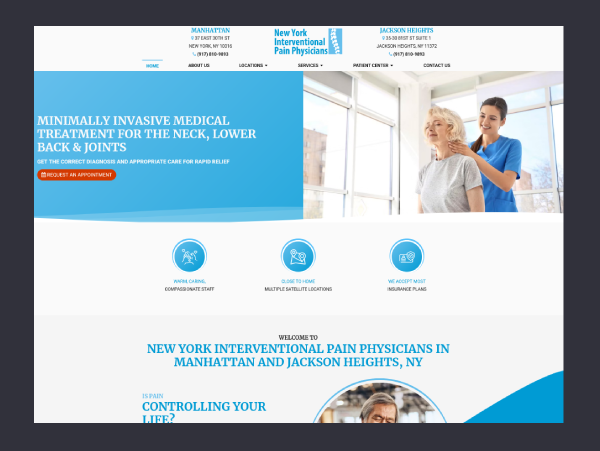 MANHATTAN
37 EAST 30TH ST
NEW YORK, NY 10016
(917) 810-9893
New York
Interventional
Pain Physicians
JACKSON HEIGHTS
35-38 81ST ST SUITE 1
JACKSON HEIGHTS, NY 11372
(917) 810-9893
HOME
ABOUT US
LOCATIONS
SERVICES
PATIENT CENTER
CONTACT US
MINIMALLY INVASIVE MEDICAL
TREATMENT FOR THE NECK, LOWER
BACK & JOINTS
GET THE CORRECT DIAGNOSIS AND APPROPRIATE CARE FOR RAPID RELIEF
REQUEST AN APPOINTMENT
WARM, CARING,
COMPASSIONATE STAFF
CLOSE TO HOME
MULTIPLE SATELLITE LOCATIONS
WE ACCEPT MOST
INSURANCE PLANS
WELCOME TO
NEW YORK INTERVENTIONAL PAIN PHYSICIANS IN
MANHATTAN AND JACKSON HEIGHTS, NY
IS PAIN
CONTROLLING YOUR
LIFE?